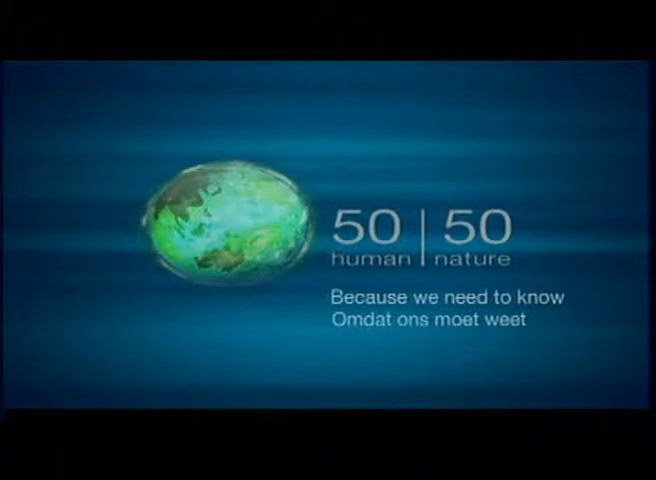 50 | 50
human | nature
Because we need to know
Omdat ons moet weet